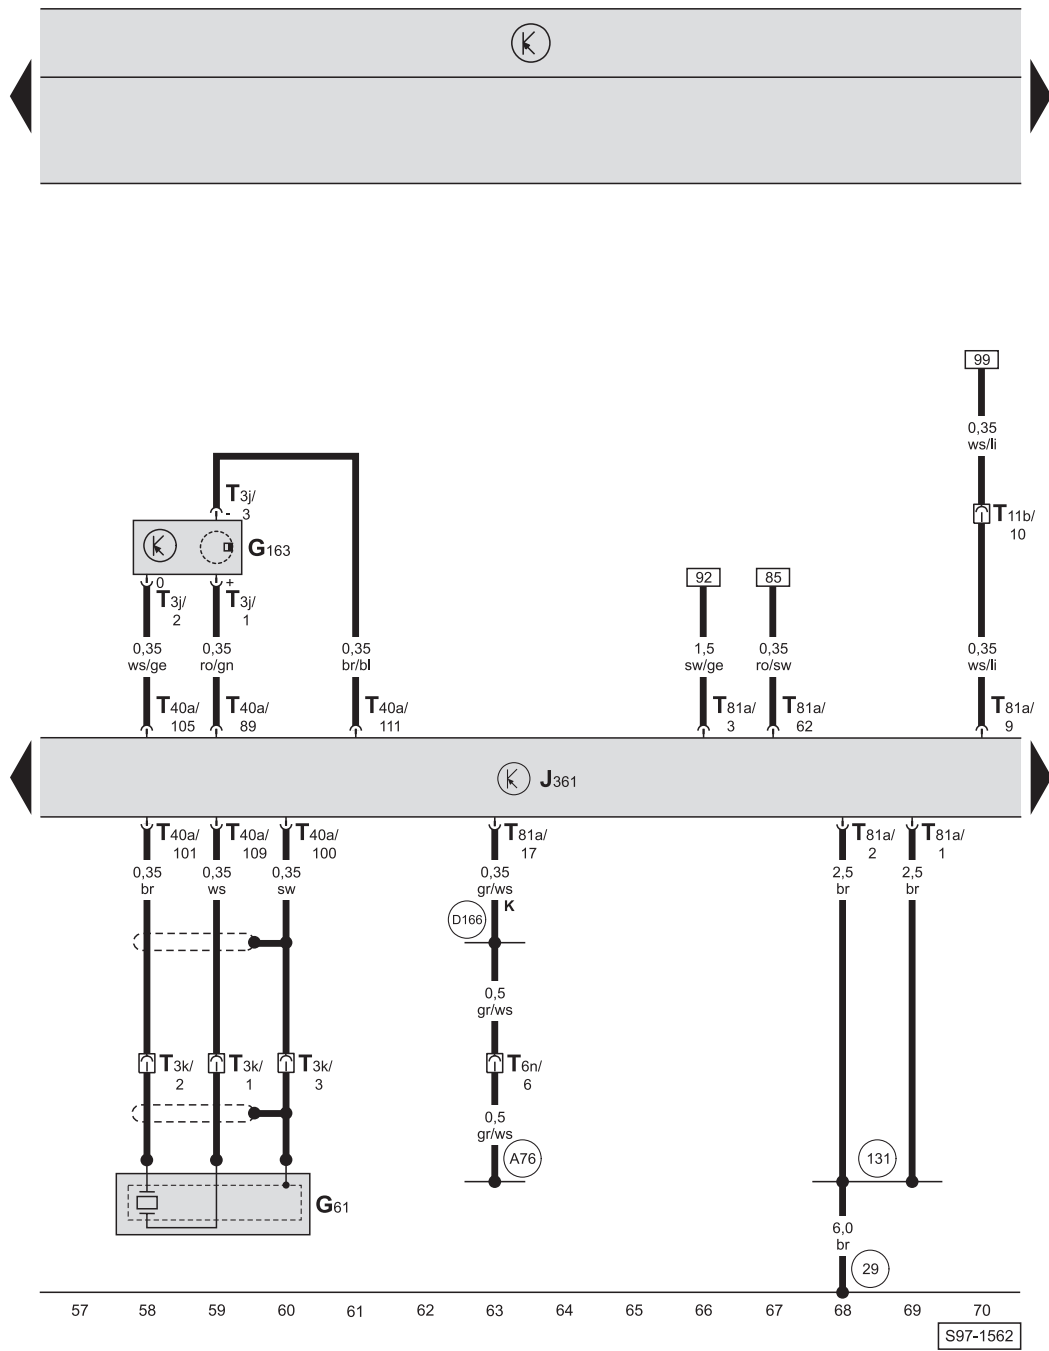 99
0,35
ws/li
T11b/
10
T3j/
- 3
G163
0 +
T3j/ T3j/
2 1
92 85
0,35 0,35 0,35 1,5 0,35 0,35
ws/ge ro/gn br/bl sw/ge ro/sw ws/li
T40a/ T40a/ T40a/ T81a/ T81a/ T81a/
105 89 111 3 62 9
J361
T40a/ T40a/ T40a/ T81a/ T81a/ T81a/
101 109 100 17 2 1
0,35 0,35 0,35 0,35 2,5 2,5
br ws sw gr/ws br br
K
D166
0,5
gr/ws
T3k/ T3k/ T3k/ T6n/
2 1 3 6
0,5
gr/ws
A76 131
G61
6,0
br
29
57 58 59 60 61 62 63 64 65 66 67 68 69 70
S97-1562